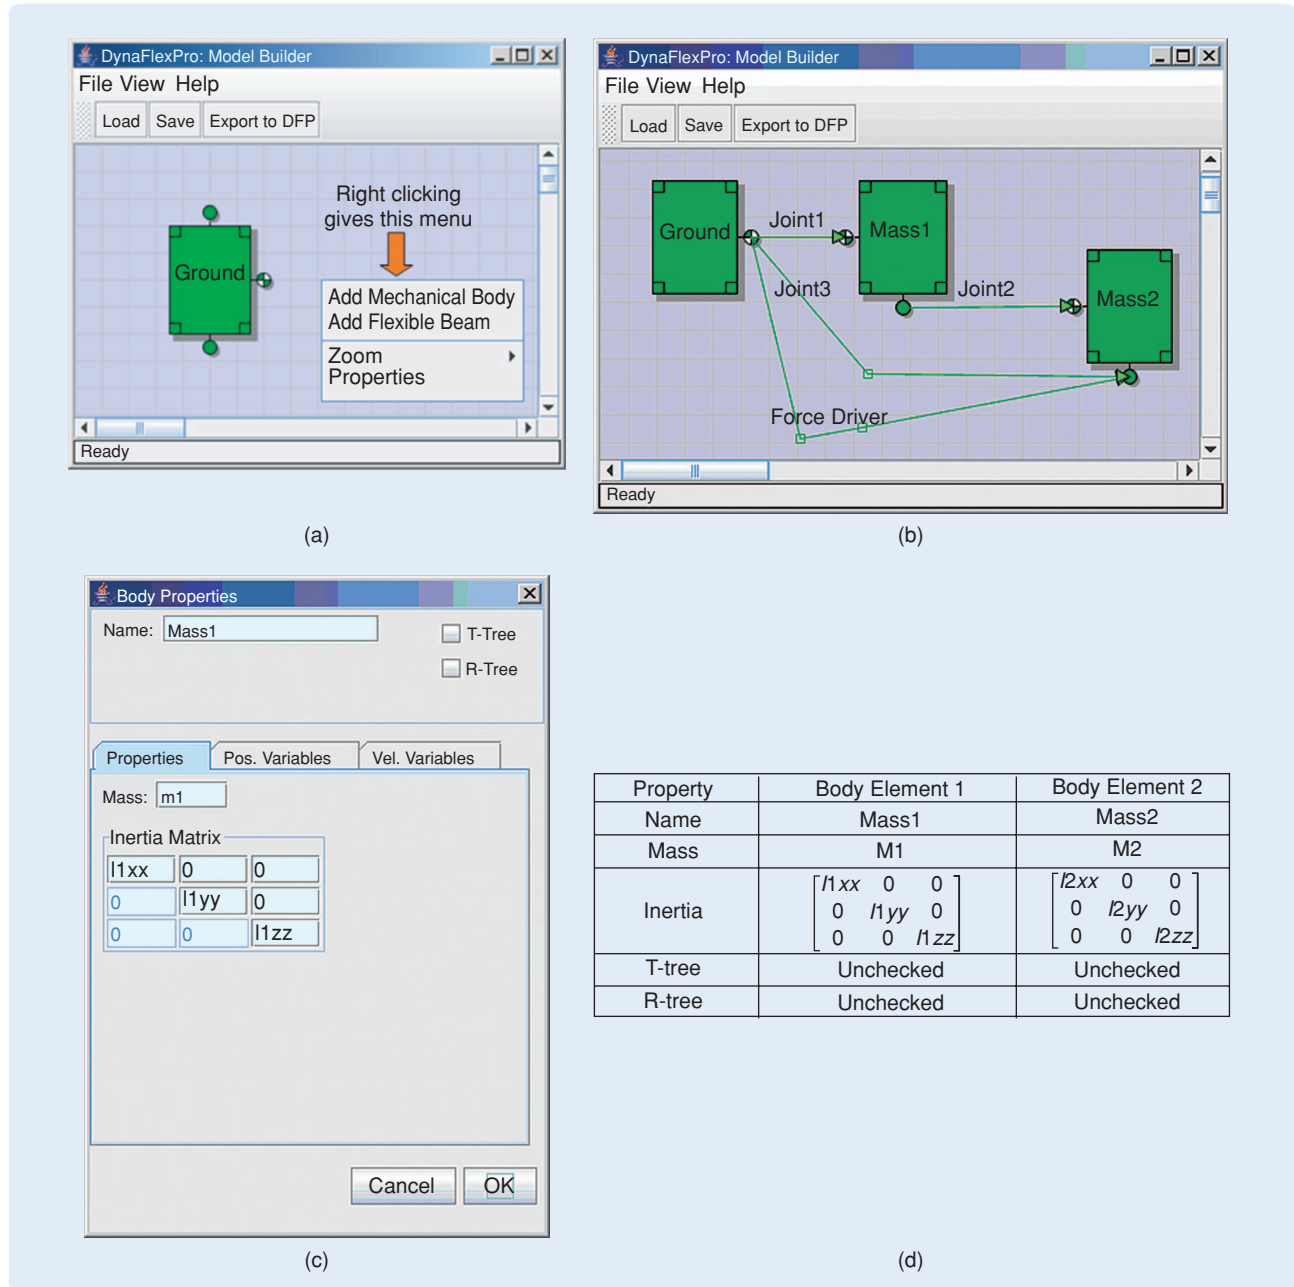 DynaFlexPro: Model Builder
File View Help
Load Save Export to DFP
Right clicking
gives this menu
Ground
Add Mechanical Body
Add Flexible Beam
Zoom
Properties
Ready
(a)
DynaFlexPro: Model Builder
File View Help
Load Save Export to DFP
Ground Joint1 Mass1
Joint3 Joint2 Mass2
Force Driver
Ready
(b)
Body Properties
Name: Mass1 T-Tree
R-Tree
Properties Pos. Variables Vel. Variables
Mass: m1
Inertia Matrix
I1xx 0 0
0 I1yy 0
0 0 I1zz
Cancel OK
(c)
Property Body Element 1 Body Element 2
Name Mass1 Mass2
Mass M1 M2
Inertia
I1xx 0 0 I2xx 0 0
0 I1yy 0 0 I2yy 0
0 0 I1zz 0 0 I2zz
T-tree Unchecked Unchecked
R-tree Unchecked Unchecked
(d)